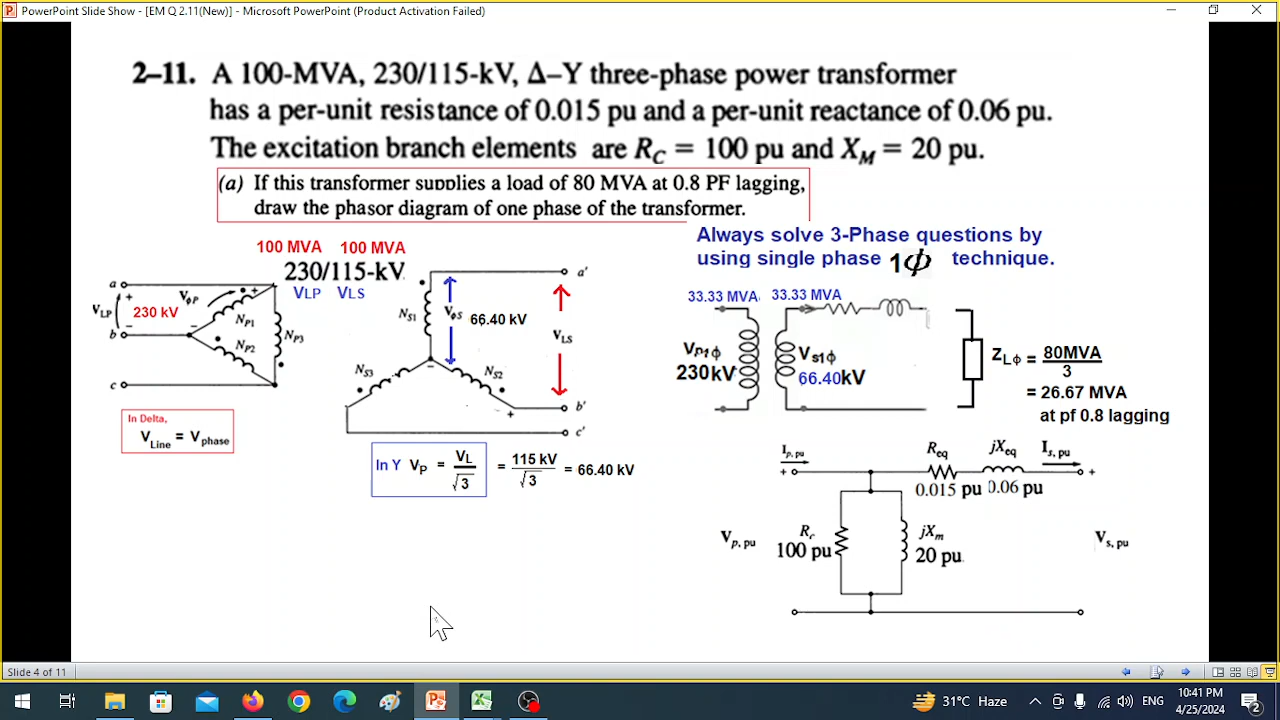 PowerPoint Slide Show - [EM Q 2.11(New)] - Microsoft PowerPoint (Product Activation Failed)
2–11. A 100-MVA, 230/115-kV, Δ–Y three-phase power transformer
has a per-unit resistance of 0.015 pu and a per-unit reactance of 0.06 pu.
The excitation branch elements are R_C = 100 pu and X_M = 20 pu.
(a) If this transformer supplies a load of 80 MVA at 0.8 PF lagging,
draw the phasor diagram of one phase of the transformer.
Always solve 3-Phase questions by
using single phase 1Φ technique.
100 MVA 100 MVA
230/115-kV
VLP VLS
a
+
V_LP
230 kV
−
b
c
V_ϕP
+
−
N_P1
N_P2
N_P3
a'
N_S1
V_ϕS
66.40 kV
V_LS
−
N_S3
N_S2
+
b'
c'
In Delta,
V_Line = V_phase
In Y V_P = V_L / √3
= 115 kV / √3 = 66.40 kV
33.33 MVA 33.33 MVA
V_P1ϕ
230kV
V_S1ϕ
66.40kV
Z_Lϕ = 80MVA / 3
= 26.67 MVA
at pf 0.8 lagging
I_p, pu
R_eq
jX_eq
I_s, pu
+
+
0.015 pu 0.06 pu
V_p, pu
R_c
100 pu
jX_m
20 pu
V_s, pu
Slide 4 of 11
31°C Haze
ENG
10:41 PM
4/25/2024
2